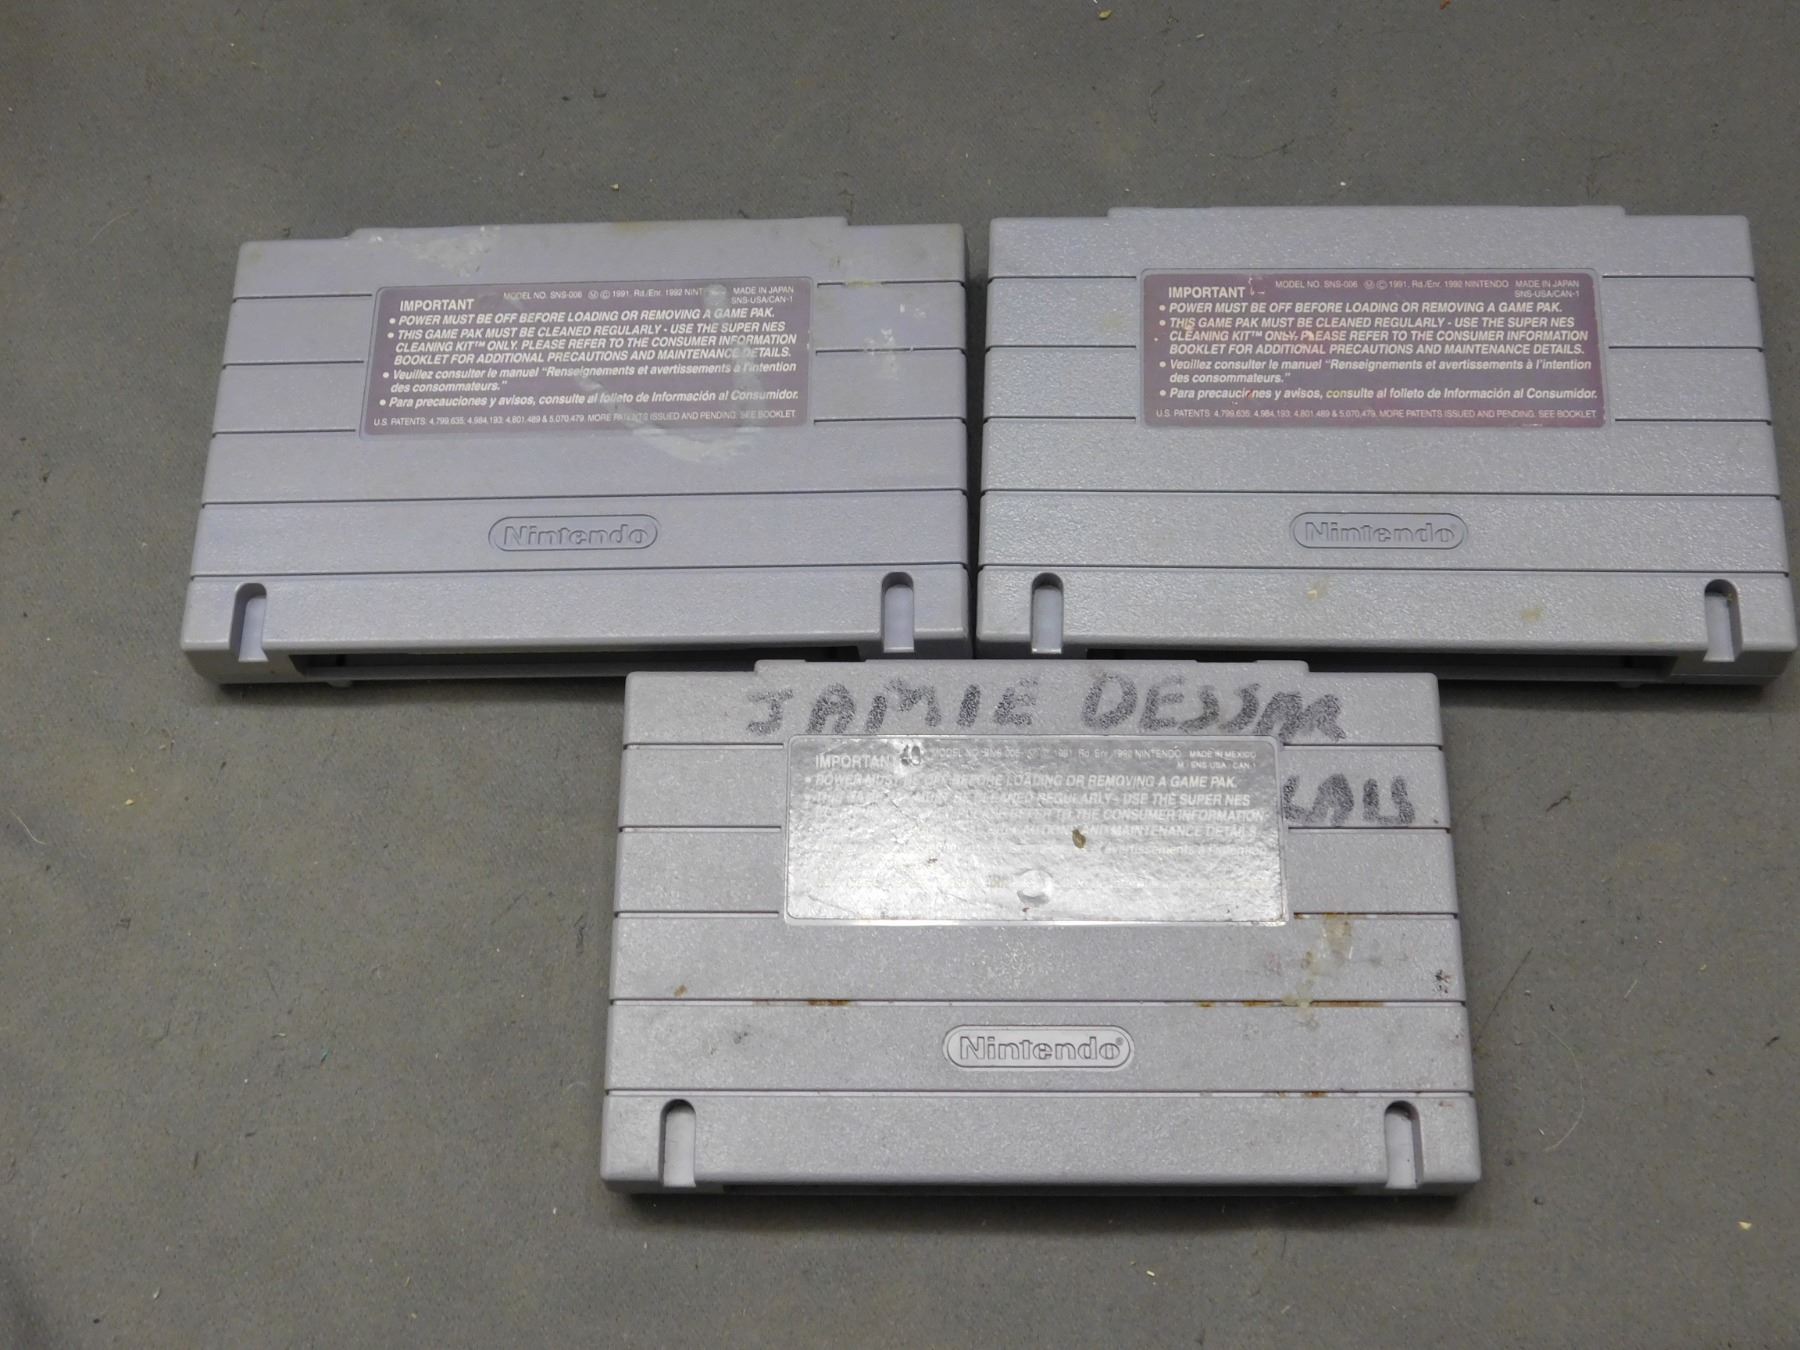 IMPORTANT
MODEL NO. SNS-006 Ⓜ © 1991. Rd./Enr. 1992 MADE IN JAPAN
SNS-USA/CAN-1
• POWER MUST BE OFF BEFORE LOADING OR REMOVING A GAME PAK.
• THIS GAME PAK MUST BE CLEANED REGULARLY - USE THE SUPER NES
CLEANING KIT™ ONLY. PLEASE REFER TO THE CONSUMER INFORMATION
BOOKLET FOR ADDITIONAL PRECAUTIONS AND MAINTENANCE DETAILS.
• Veuillez consulter le manuel "Renseignements et avertissements à l'intention
des consommateurs."
• Para precauciones y avisos, consulte al folleto de Información al Consumidor.
U.S. PATENTS: 4,799,635; 4,984,193; 4,801,489 & 5,070,479. MORE PATENTS ISSUED AND PENDING. SEE BOOKLET
Nintendo®
IMPORTANT
MODEL NO. SNS-006 Ⓜ © 1991. Rd./Enr. 1992 NINTENDO MADE IN JAPAN
SNS-USA/CAN-1
• POWER MUST BE OFF BEFORE LOADING OR REMOVING A GAME PAK.
• THIS GAME PAK MUST BE CLEANED REGULARLY - USE THE SUPER NES
CLEANING KIT™ ONLY. PLEASE REFER TO THE CONSUMER INFORMATION
BOOKLET FOR ADDITIONAL PRECAUTIONS AND MAINTENANCE DETAILS.
• Veuillez consulter le manuel "Renseignements et avertissements à l'intention
des consommateurs."
• Para precauciones y avisos, consulte al folleto de Información al Consumidor.
U.S. PATENTS: 4,799,635; 4,984,193; 4,801,489 & 5,070,479. MORE PATENTS ISSUED AND PENDING. SEE BOOKLET
Nintendo®
JAMIE
MODEL NO. 1991. Rd. Enr. 1992 NINTENDO MADE IN MEXICO
• POWER MUST BE OFF BEFORE LOADING OR REMOVING A GAME PAK.
BE CLEANED REGULARLY - USE THE SUPER NES
REFER TO THE CONSUMER INFORMATION
AND MAINTENANCE DETAILS
Nintendo®